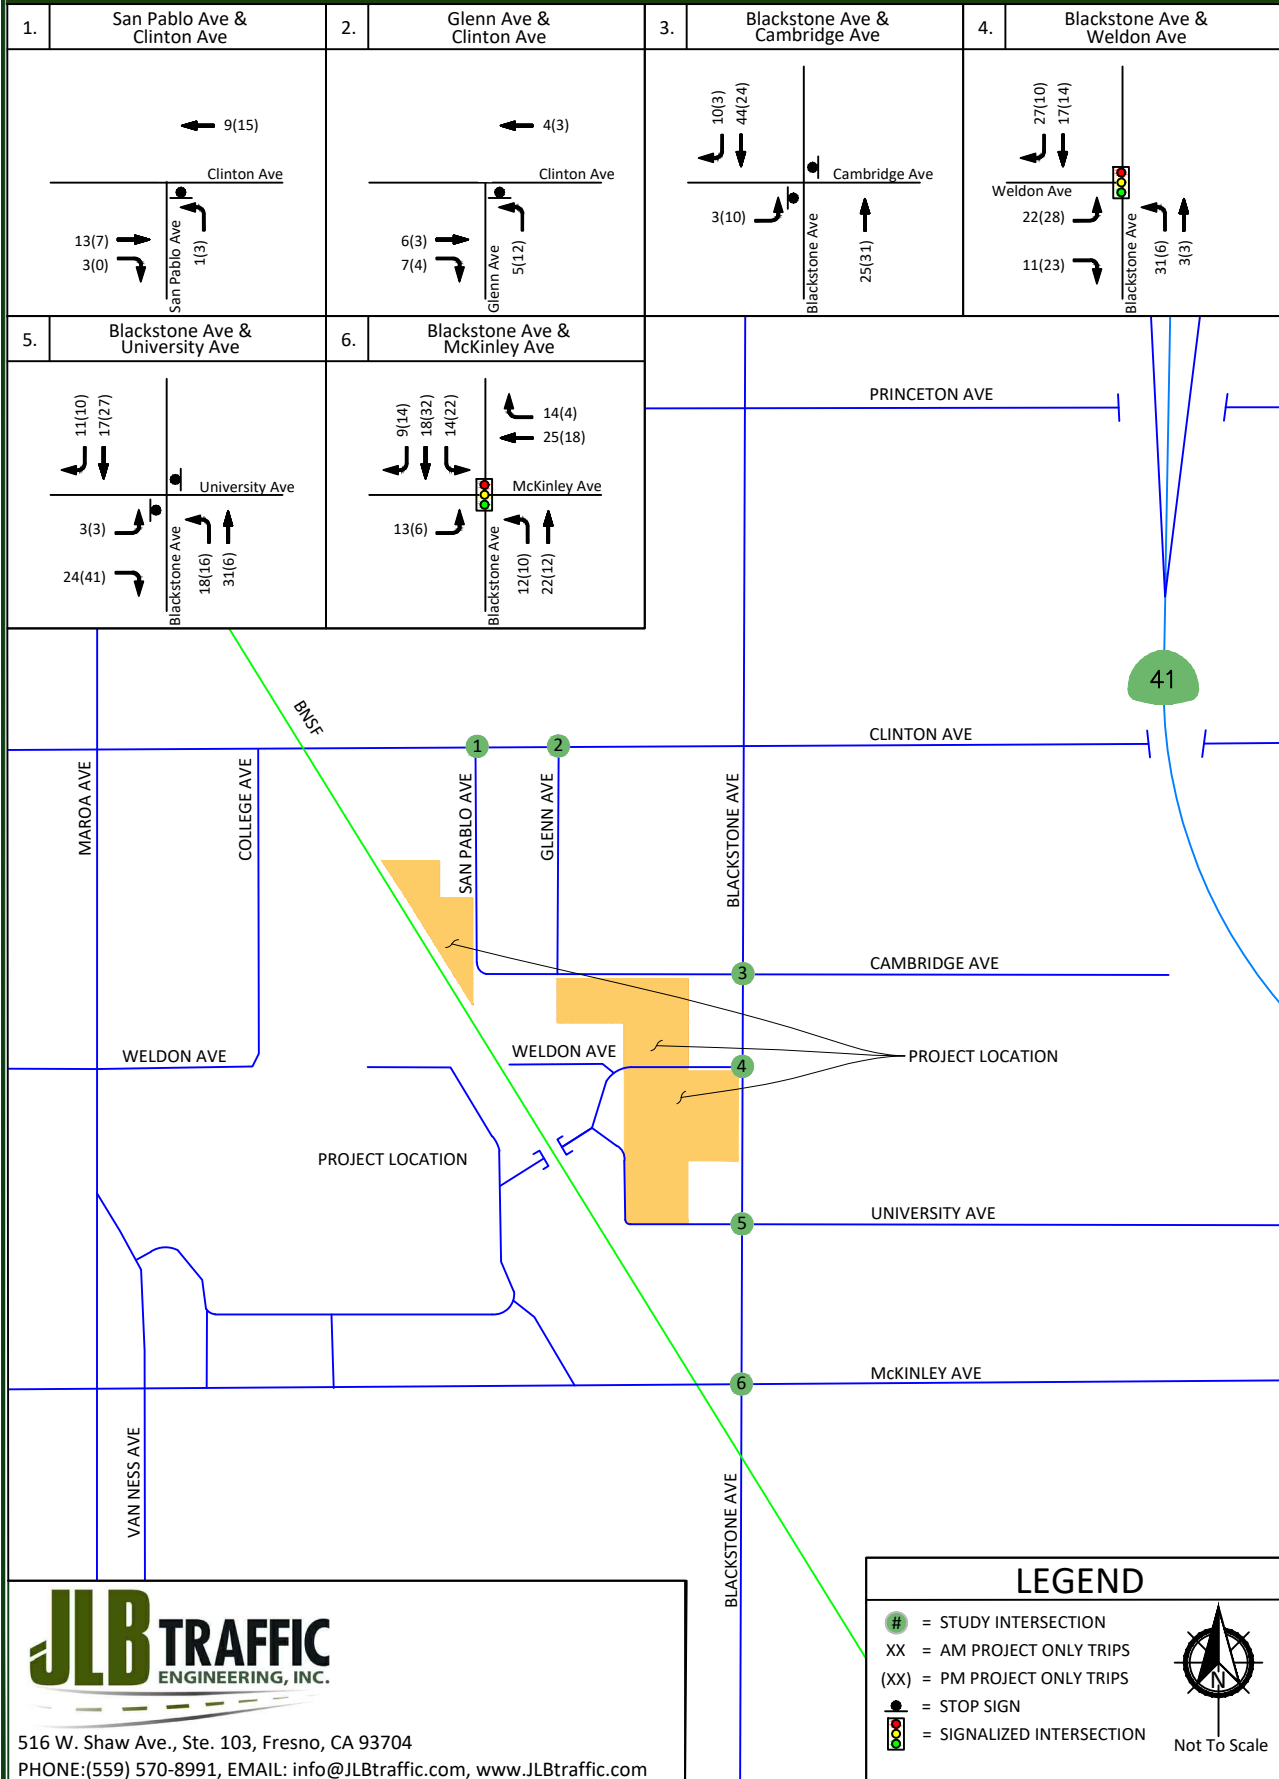 1.
San Pablo Ave &
Clinton Ave
9(15)
Clinton Ave
13(7)
3(0)
San Pablo Ave
1(3)
2.
Glenn Ave &
Clinton Ave
4(3)
Clinton Ave
6(3)
7(4)
Glenn Ave
5(12)
3.
Blackstone Ave &
Cambridge Ave
10(3)
44(24)
Cambridge Ave
3(10)
Blackstone Ave
25(31)
4.
Blackstone Ave &
Weldon Ave
27(10)
17(14)
Weldon Ave
22(28)
11(23)
Blackstone Ave
31(6)
3(3)
5.
Blackstone Ave &
University Ave
11(10)
17(27)
University Ave
3(3)
24(41)
Blackstone Ave
18(16)
31(6)
6.
Blackstone Ave &
McKinley Ave
9(14)
18(32)
14(22)
14(4)
25(18)
McKinley Ave
13(6)
Blackstone Ave
12(10)
22(12)
PRINCETON AVE
41
BNSF
1
2
CLINTON AVE
MAROA AVE
COLLEGE AVE
SAN PABLO AVE
GLENN AVE
BLACKSTONE AVE
3
CAMBRIDGE AVE
WELDON AVE
WELDON AVE
4
PROJECT LOCATION
PROJECT LOCATION
5
UNIVERSITY AVE
6
McKINLEY AVE
VAN NESS AVE
BLACKSTONE AVE
JLB TRAFFIC
ENGINEERING, INC.
516 W. Shaw Ave., Ste. 103, Fresno, CA 93704
PHONE:(559) 570-8991, EMAIL: info@JLBtraffic.com, www.JLBtraffic.com
LEGEND
# = STUDY INTERSECTION
XX = AM PROJECT ONLY TRIPS
(XX) = PM PROJECT ONLY TRIPS
= STOP SIGN
= SIGNALIZED INTERSECTION
N
Not To Scale